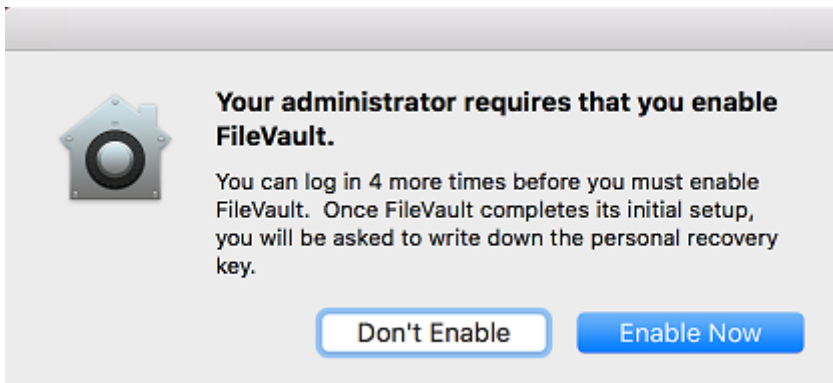 Your administrator requires that you enable
FileVault.
You can log in 4 more times before you must enable
FileVault.  Once FileVault completes its initial setup,
you will be asked to write down the personal recovery
key.
Don't Enable
Enable Now